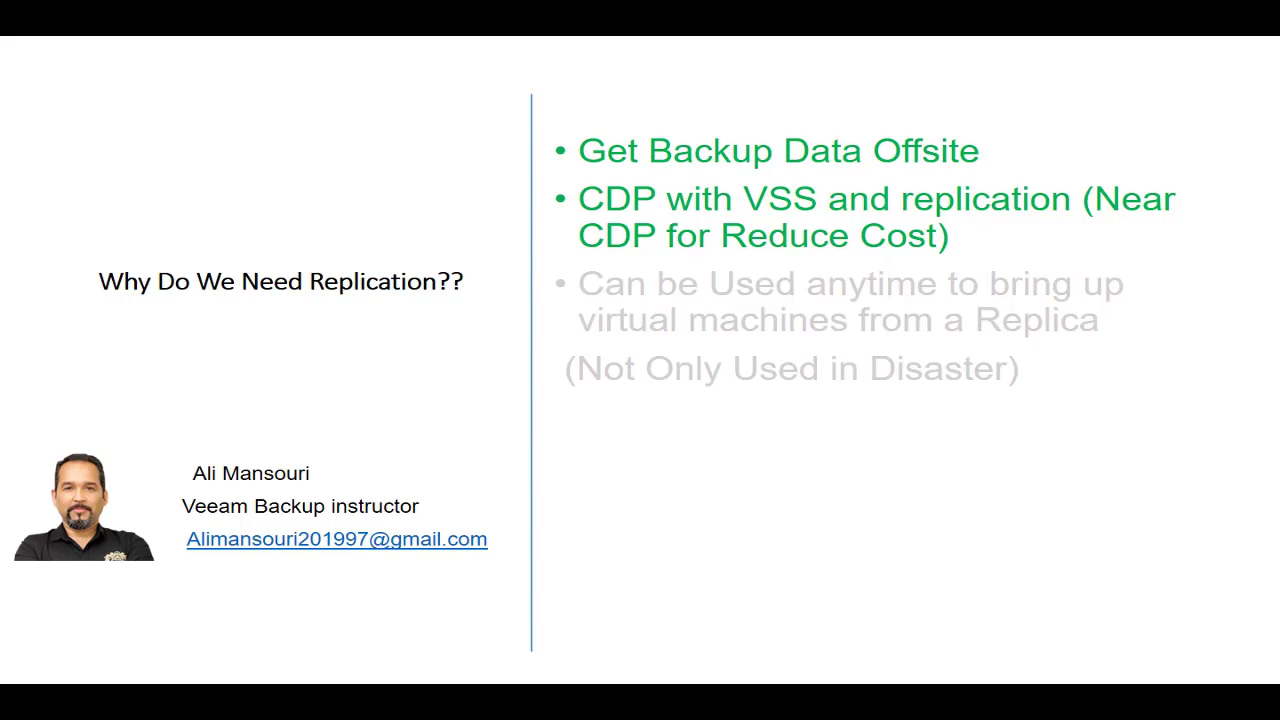 Why Do We Need Replication??
Ali Mansouri
Veeam Backup instructor
Alimansouri201997@gmail.com
• Get Backup Data Offsite
• CDP with VSS and replication (Near
CDP for Reduce Cost)
• Can be Used anytime to bring up
virtual machines from a Replica
(Not Only Used in Disaster)